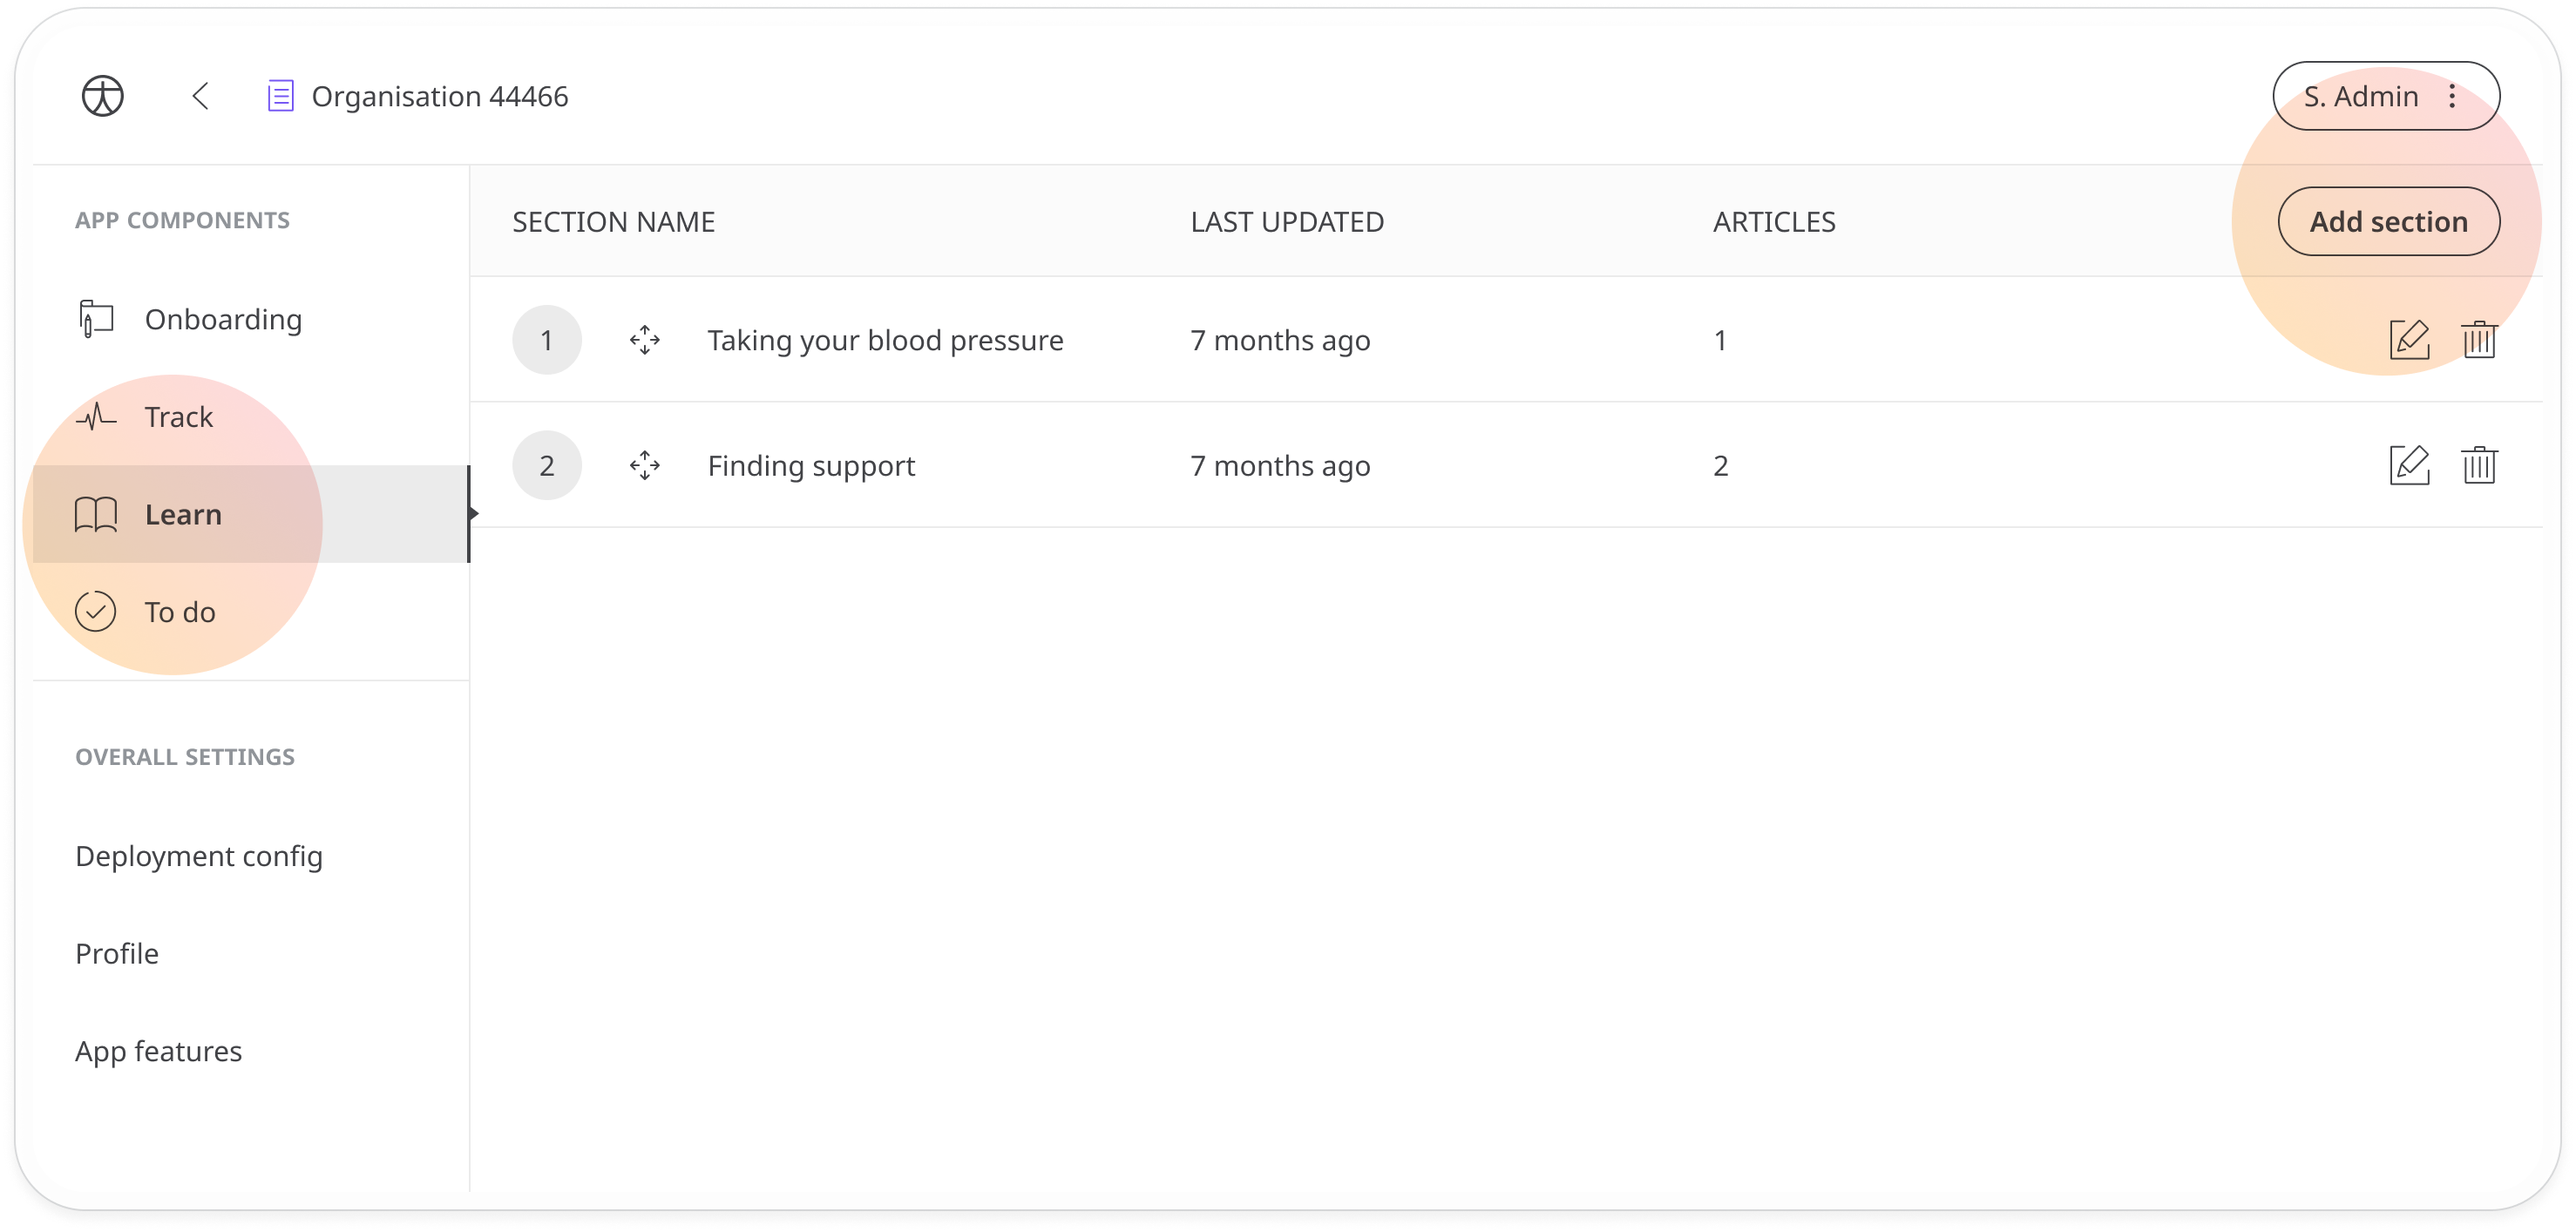 Organisation 44466
S. Admin
APP COMPONENTS
Onboarding
Track
Learn
To do
OVERALL SETTINGS
Deployment config
Profile
App features
SECTION NAME LAST UPDATED ARTICLES Add section
1 Taking your blood pressure 7 months ago 1
2 Finding support 7 months ago 2